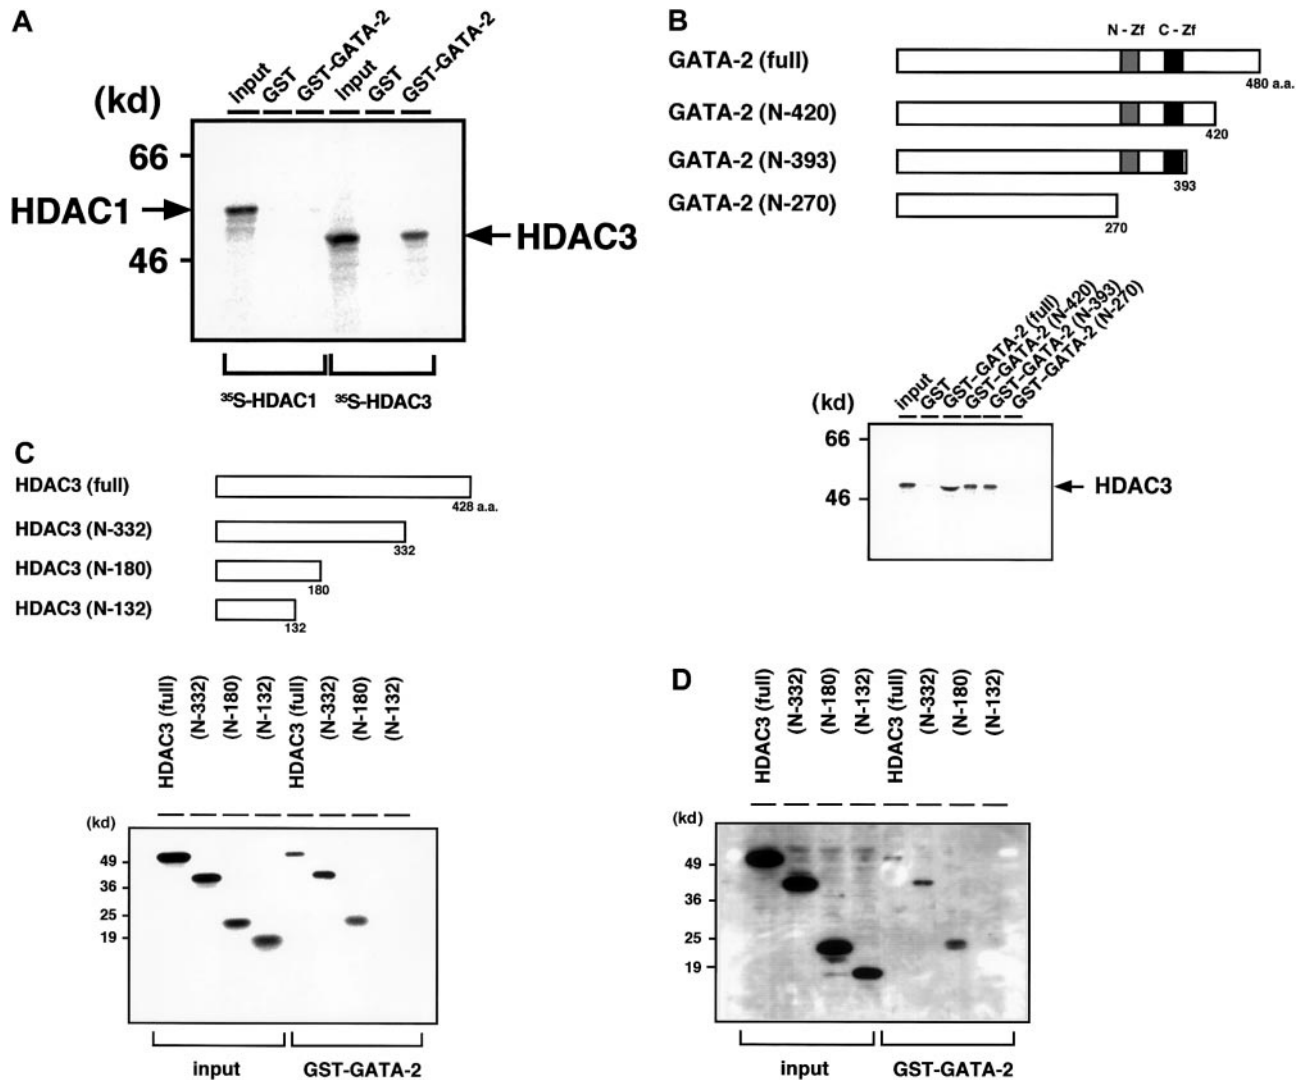 A
input GST GST-GATA-2 input GST GST-GATA-2
(kd)
66
HDAC1
HDAC3
46
³⁵S-HDAC1 ³⁵S-HDAC3
B
N - Zf C - Zf
GATA-2 (full)
480 a.a.
GATA-2 (N-420)
420
GATA-2 (N-393)
393
GATA-2 (N-270)
270
input GST GST-GATA-2 (full) GST-GATA-2 (N-420) GST-GATA-2 (N-393) GST-GATA-2 (N-270)
(kd)
66
46
HDAC3
C
HDAC3 (full)
428 a.a.
HDAC3 (N-332)
332
HDAC3 (N-180)
180
HDAC3 (N-132)
132
HDAC3 (full) (N-332) (N-180) (N-132) HDAC3 (full) (N-332) (N-180) (N-132)
(kd)
49
36
25
19
input GST-GATA-2
D
HDAC3 (full) (N-332) (N-180) (N-132) HDAC3 (full) (N-332) (N-180) (N-132)
(kd)
49
36
25
19
input GST-GATA-2